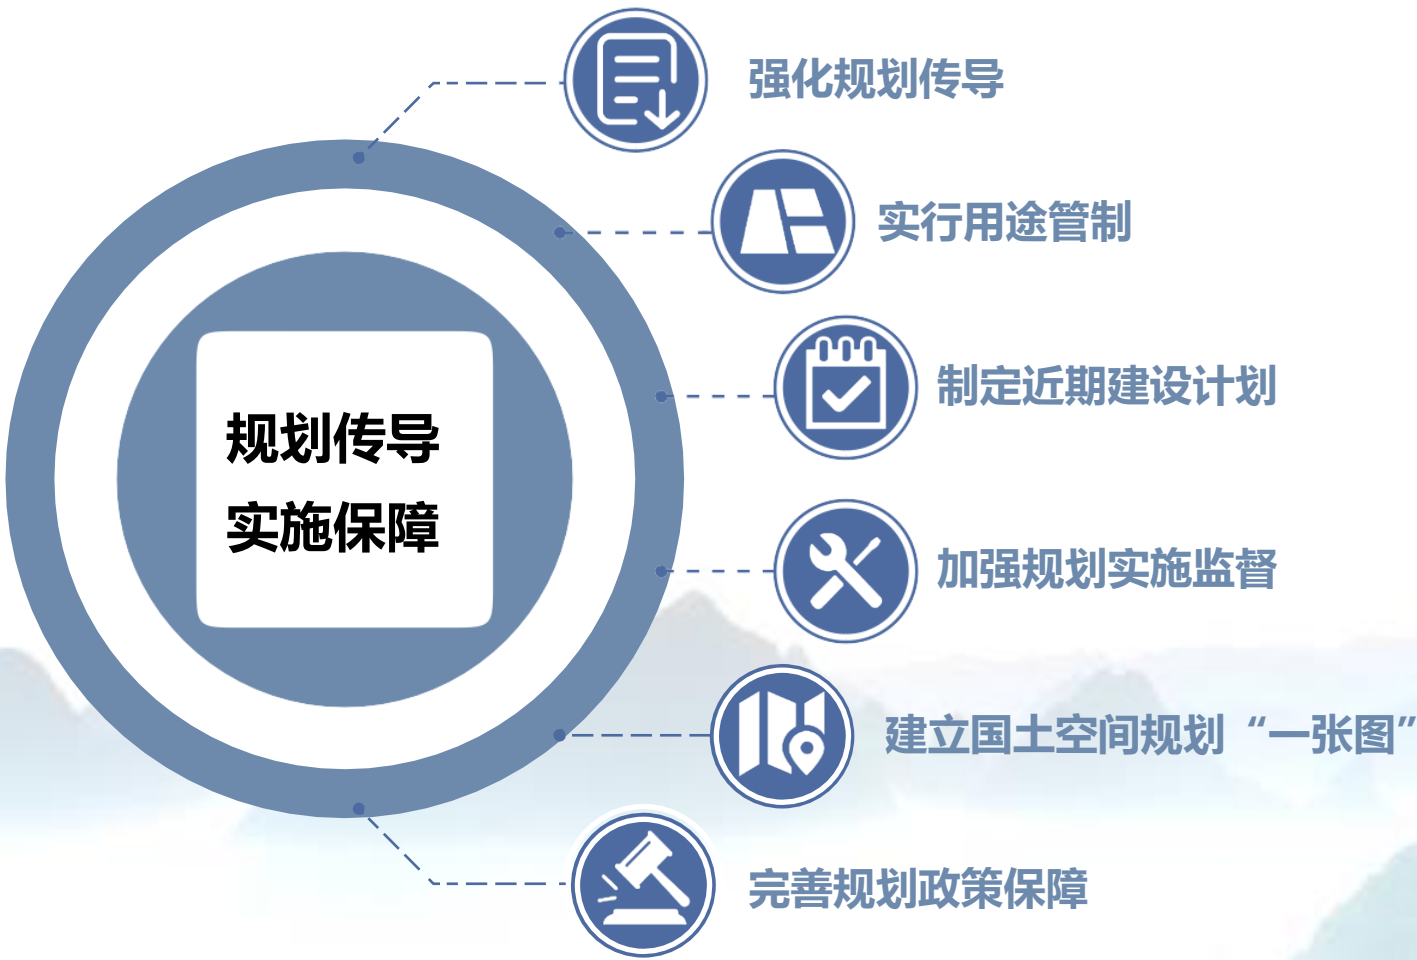 强化规划传导
实行用途管制
制定近期建设计划
规划传导
实施保障
加强规划实施监督
建立国土空间规划“一张图”
完善规划政策保障